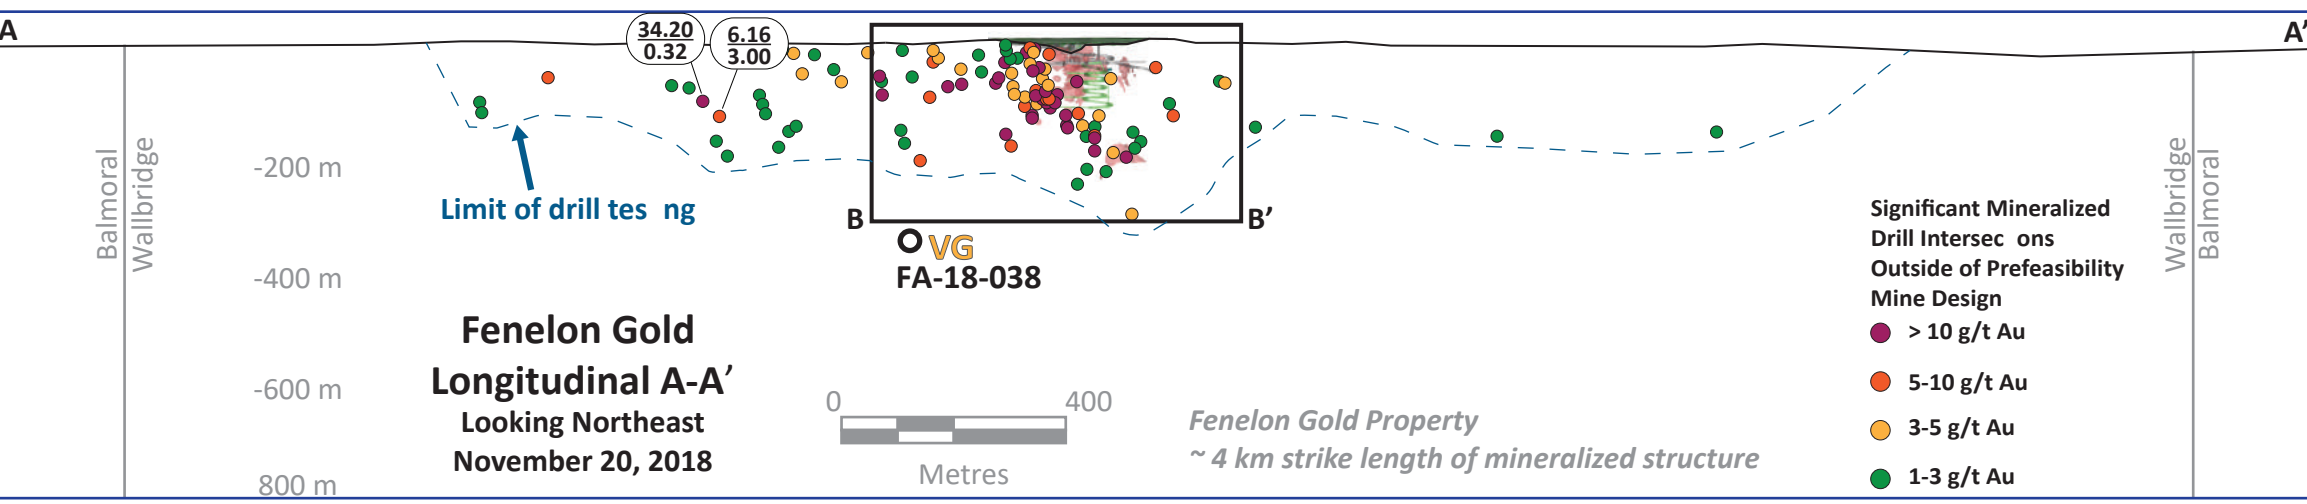 A
A'
34.20
0.32
6.16
3.00
Balmoral
Wallbridge
-200 m
Limit of drill tes ng
B
B'
VG
FA-18-038
-400 m
Fenelon Gold
Longitudinal A-A'
Looking Northeast
November 20, 2018
-600 m
800 m
0 400
Metres
Fenelon Gold Property
~ 4 km strike length of mineralized structure
Wallbridge
Balmoral
Significant Mineralized
Drill Intersec ons
Outside of Prefeasibility
Mine Design
> 10 g/t Au
5-10 g/t Au
3-5 g/t Au
1-3 g/t Au